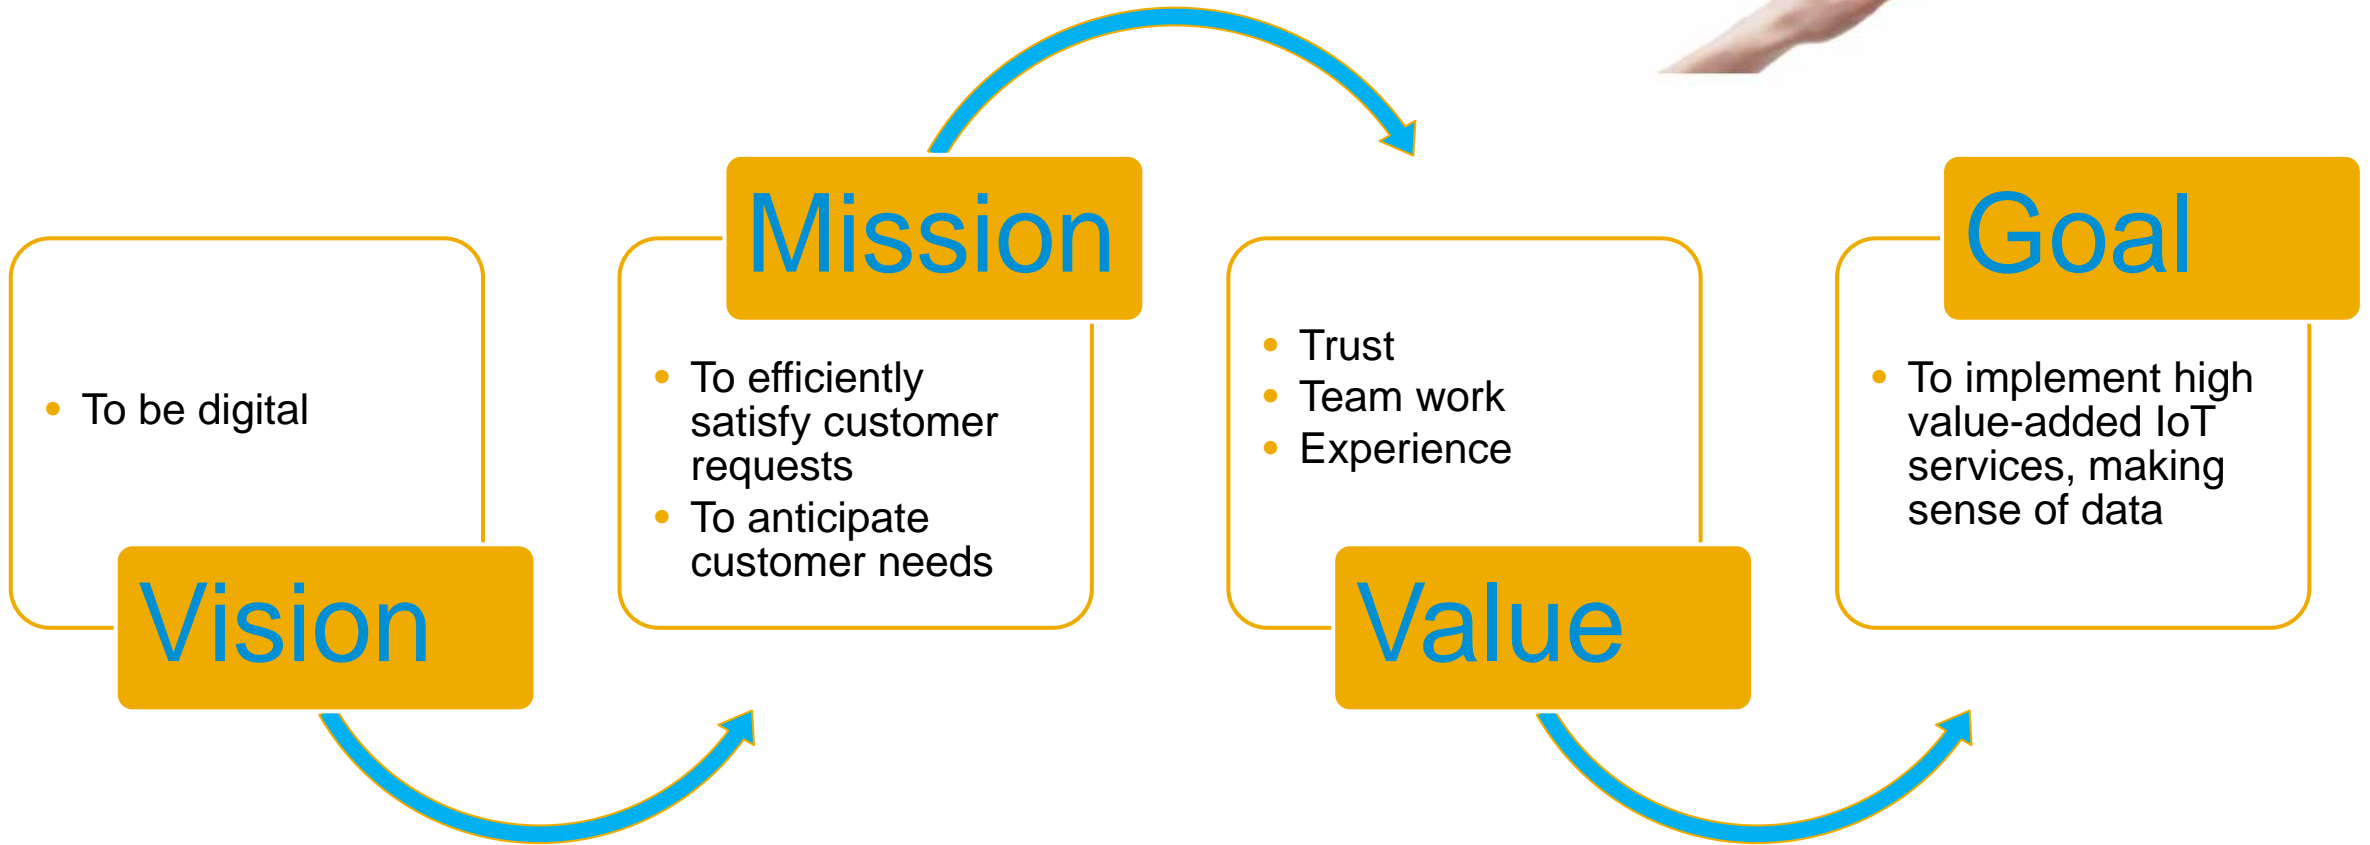 • To be digital
Vision
Mission
• To efficiently
satisfy customer
requests
• To anticipate
customer needs
• Trust
• Team work
• Experience
Value
Goal
• To implement high
value-added IoT
services, making
sense of data